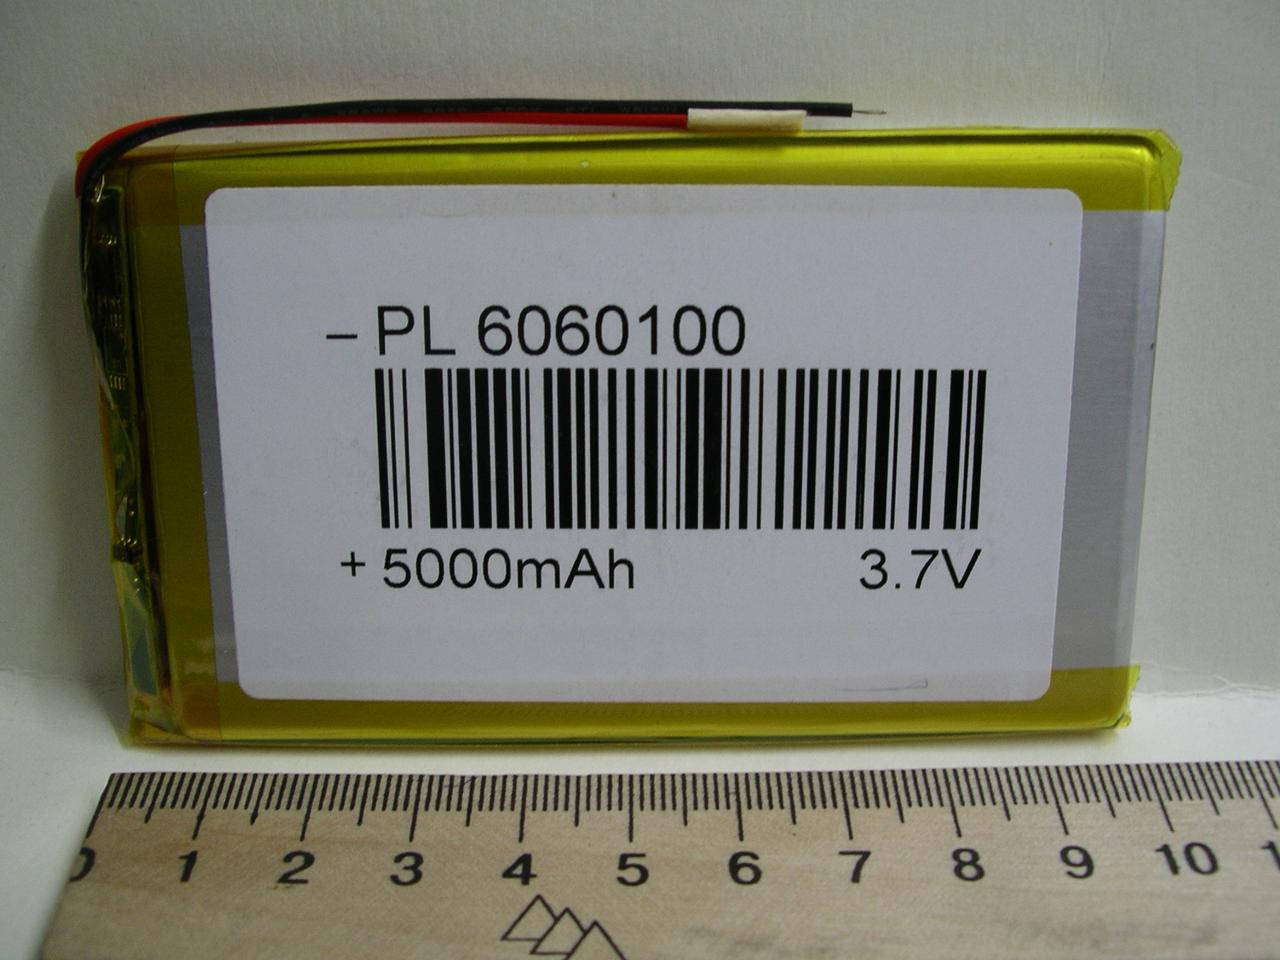 – PL 6060100
+ 5000mAh 3.7V
0 1 2 3 4 5 6 7 8 9 10